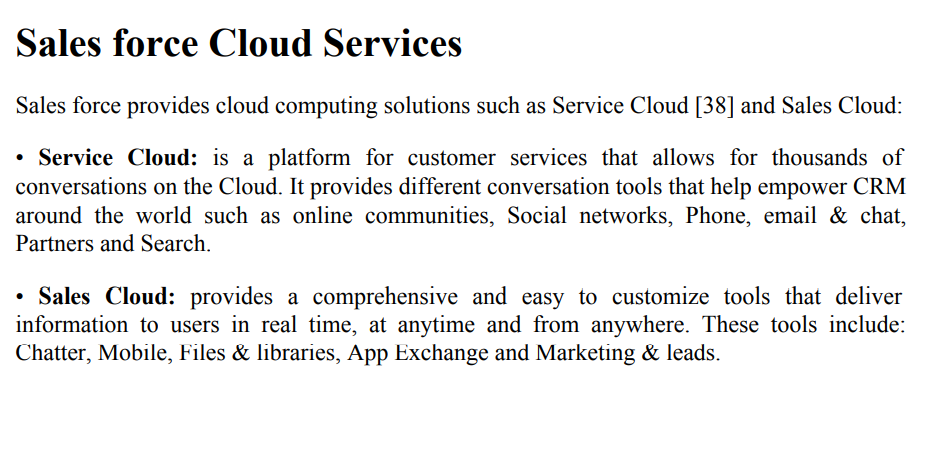 Sales force Cloud Services
Sales force provides cloud computing solutions such as Service Cloud [38] and Sales Cloud:
• Service Cloud: is a platform for customer services that allows for thousands of
conversations on the Cloud. It provides different conversation tools that help empower CRM
around the world such as online communities, Social networks, Phone, email & chat,
Partners and Search.
• Sales Cloud: provides a comprehensive and easy to customize tools that deliver
information to users in real time, at anytime and from anywhere. These tools include:
Chatter, Mobile, Files & libraries, App Exchange and Marketing & leads.